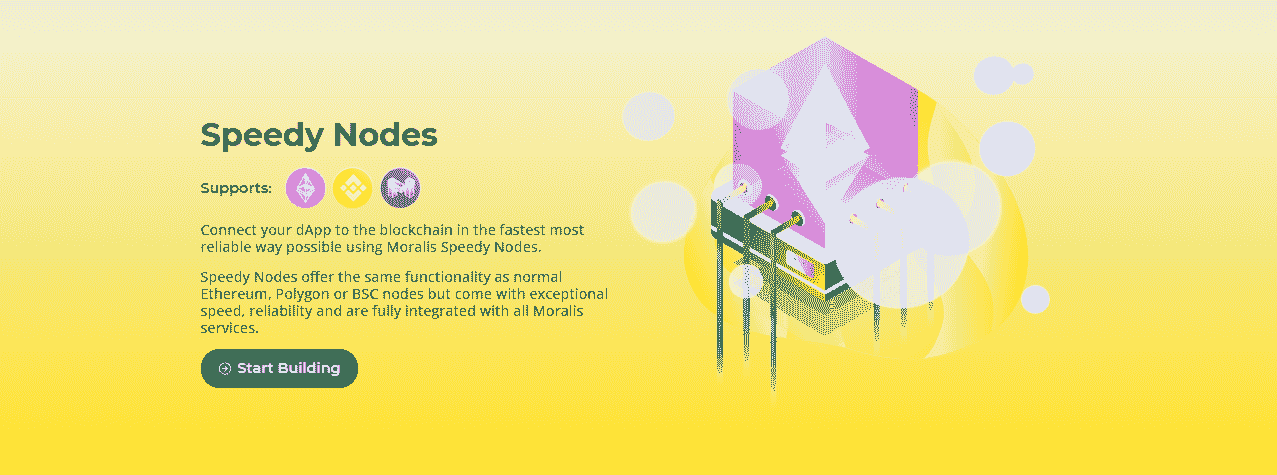 Speedy Nodes
Supports:
Connect your dApp to the blockchain in the fastest most
reliable way possible using Moralis Speedy Nodes.
Speedy Nodes offer the same functionality as normal
Ethereum, Polygon or BSC nodes but come with exceptional
speed, reliability and are fully integrated with all Moralis
services.
Start Building